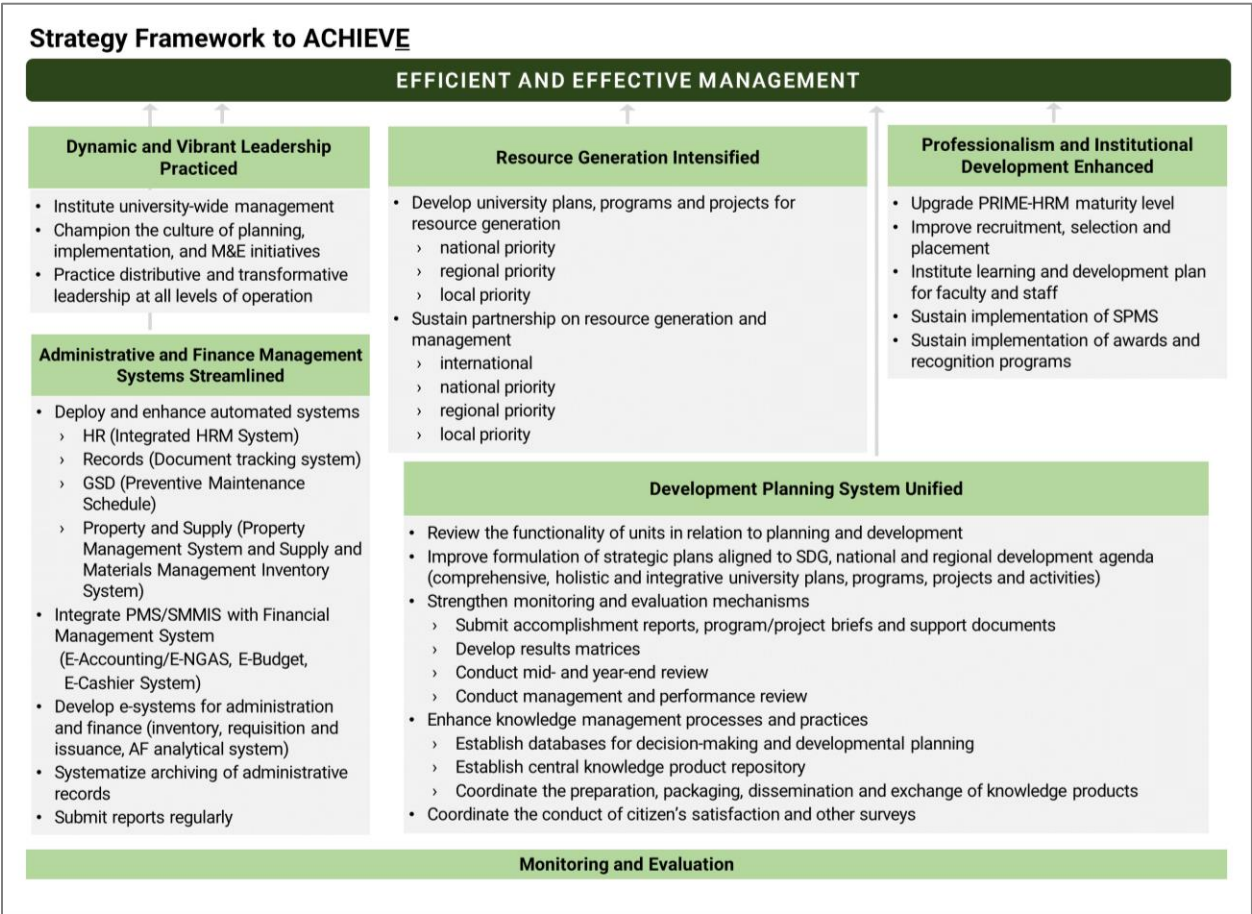 Strategy Framework to ACHIEVE
EFFICIENT AND EFFECTIVE MANAGEMENT
Dynamic and Vibrant Leadership
Practiced
• Institute university-wide management
• Champion the culture of planning,
implementation, and M&E initiatives
• Practice distributive and transformative
leadership at all levels of operation
Administrative and Finance Management
Systems Streamlined
• Deploy and enhance automated systems
› HR (Integrated HRM System)
› Records (Document tracking system)
› GSD (Preventive Maintenance
Schedule)
› Property and Supply (Property
Management System and Supply and
Materials Management Inventory
System)
• Integrate PMS/SMMIS with Financial
Management System
(E-Accounting/E-NGAS, E-Budget,
E-Cashier System)
• Develop e-systems for administration
and finance (inventory, requisition and
issuance, AF analytical system)
• Systematize archiving of administrative
records
• Submit reports regularly
Resource Generation Intensified
• Develop university plans, programs and projects for
resource generation
› national priority
› regional priority
› local priority
• Sustain partnership on resource generation and
management
› international
› national priority
› regional priority
› local priority
Professionalism and Institutional
Development Enhanced
• Upgrade PRIME-HRM maturity level
• Improve recruitment, selection and
placement
• Institute learning and development plan
for faculty and staff
• Sustain implementation of SPMS
• Sustain implementation of awards and
recognition programs
Development Planning System Unified
• Review the functionality of units in relation to planning and development
• Improve formulation of strategic plans aligned to SDG, national and regional development agenda
(comprehensive, holistic and integrative university plans, programs, projects and activities)
• Strengthen monitoring and evaluation mechanisms
› Submit accomplishment reports, program/project briefs and support documents
› Develop results matrices
› Conduct mid- and year-end review
› Conduct management and performance review
• Enhance knowledge management processes and practices
› Establish databases for decision-making and developmental planning
› Establish central knowledge product repository
› Coordinate the preparation, packaging, dissemination and exchange of knowledge products
• Coordinate the conduct of citizen's satisfaction and other surveys
Monitoring and Evaluation